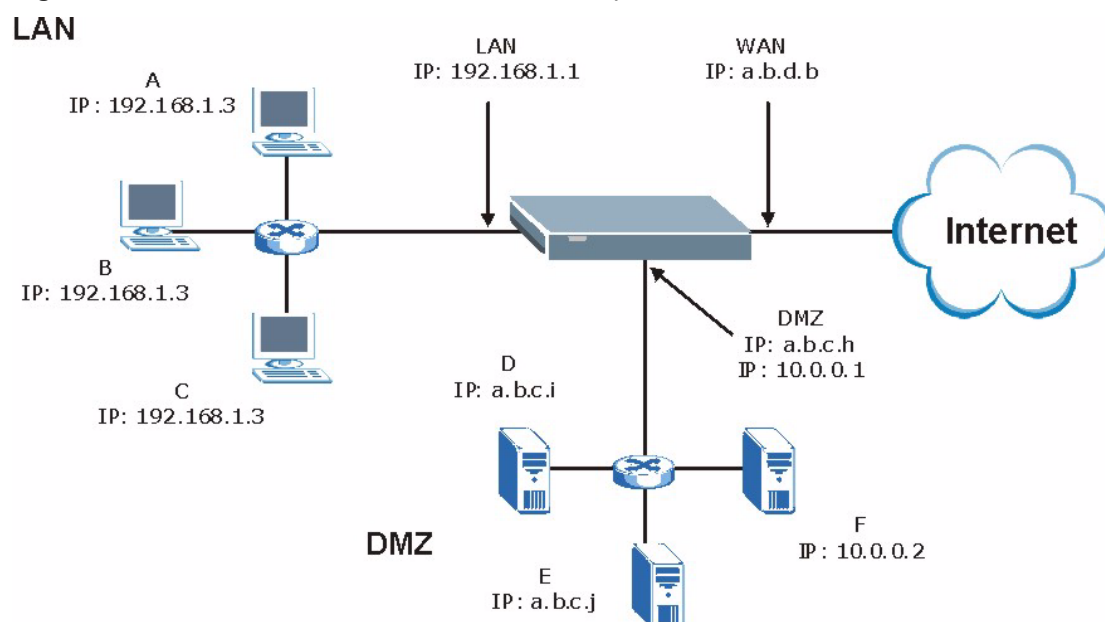 LAN
LAN
IP: 192.168.1.1
WAN
IP: a.b.d.b
A
IP: 192.168.1.3
B
IP: 192.168.1.3
C
IP: 192.168.1.3
Internet
DMZ
IP: a.b.c.h
IP: 10.0.0.1
D
IP: a.b.c.i
DMZ
E
IP: a.b.c.j
F
IP: 10.0.0.2